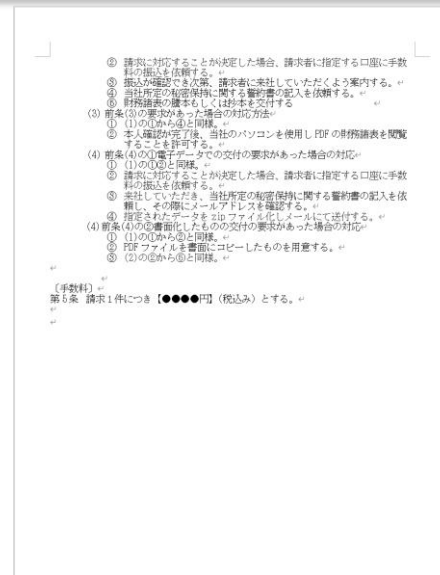 ② 請求に対応することが決定した場合、請求者に指定する口座に手数
料の振込を依頼する。
③ 振込が確認でき次第、請求者に来社していただくよう案内する。
④ 当社所定の秘密保持に関する誓約書の記入を依頼する。
⑤ 財務諸表の謄本もしくは抄本を交付する
(3) 前条(3)の要求があった場合の対応方法
① (1)の①から④と同様。
② 本人確認が完了後、当社のパソコンを使用し PDF の財務諸表を閲覧
することを許可する。
(4) 前条(4)の①電子データでの交付の要求があった場合の対応
① (1)の①②と同様。
② 請求に対応することが決定した場合、請求者に指定する口座に手数
料の振込を依頼する。
③ 来社していただき、当社所定の秘密保持に関する誓約書の記入を依
頼し、その際にメールアドレスを確認する。
④ 指定されたデータを zip ファイル化しメールにて送付する。
(4) 前条(4)の②書面化したものの交付の要求があった場合の対応
① (1)の①から②と同様。
② PDF ファイルを書面にコピーしたものを用意する。
③ (2)の②から⑤と同様。
〔手数料〕
第5条 請求1件につき【●●●●円】(税込み)とする。